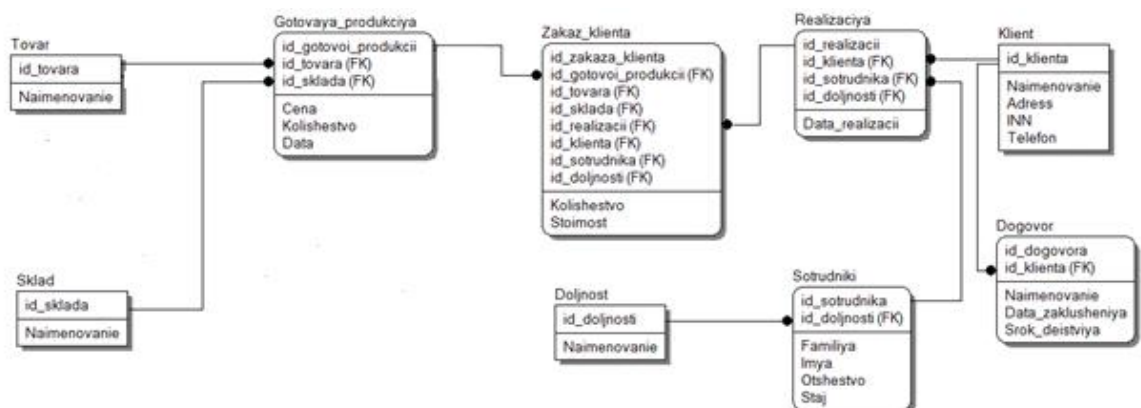 Tovar
id_tovara
Naimenovanie
Gotovaya_produkciya
id_gotovoi_produkcii
id_tovara (FK)
id_sklada (FK)
Cena
Kolishestvo
Data
Zakaz_klienta
id_zakaza_klienta
id_gotovoi_produkcii (FK)
id_tovara (FK)
id_sklada (FK)
id_realizacii (FK)
id_klienta (FK)
id_sotrudnika (FK)
id_doljnosti (FK)
Kolishestvo
Stoimost
Realizaciya
id_realizacii
id_klienta (FK)
id_sotrudnika (FK)
id_doljnosti (FK)
Data_realizacii
Klient
id_klienta
Naimenovanie
Adress
INN
Telefon
Sklad
id_sklada
Naimenovanie
Doljnost
id_doljnosti
Naimenovanie
Sotrudniki
id_sotrudnika
id_doljnosti (FK)
Familiya
Imya
Otshestvo
Staj
Dogovor
id_dogovora
id_klienta (FK)
Naimenovanie
Data_zaklusheniya
Srok_deistviya